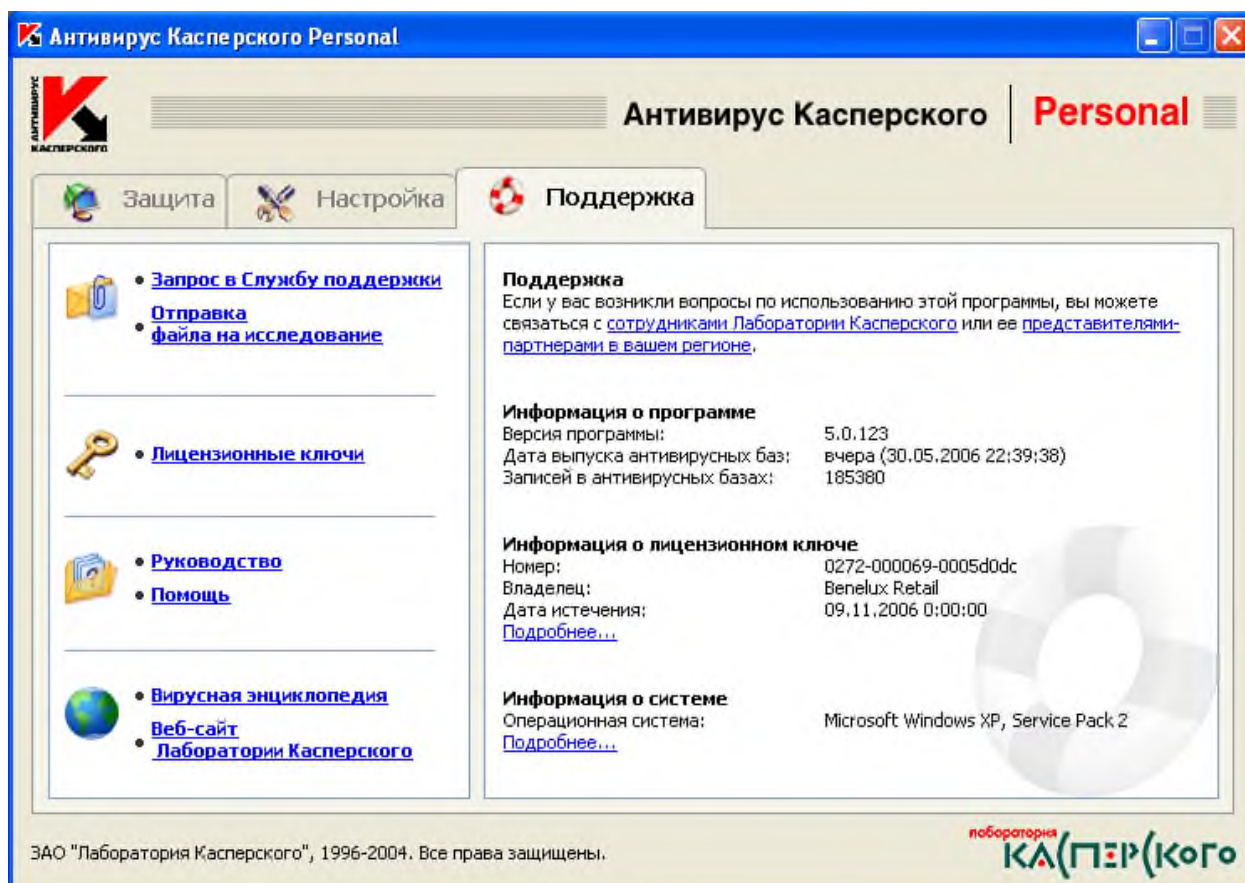 Антивирус Касперского Personal
АНТИВИРУС
КАСПЕРСКОГО
Антивирус Касперского Personal
Защита
Настройка
Поддержка
• Запрос в Службу поддержки
• Отправка
файла на исследование
• Лицензионные ключи
• Руководство
• Помощь
• Вирусная энциклопедия
• Веб-сайт
Лаборатории Касперского
Поддержка
Если у вас возникли вопросы по использованию этой программы, вы можете
связаться с сотрудниками Лаборатории Касперского или ее представителями-
партнерами в вашем регионе.
Информация о программе
Версия программы: 5.0.123
Дата выпуска антивирусных баз: вчера (30.05.2006 22:39:38)
Записей в антивирусных базах: 185380
Информация о лицензионном ключе
Номер: 0272-000069-0005d0dc
Владелец: Benelux Retail
Дата истечения: 09.11.2006 0:00:00
Подробнее...
Информация о системе
Операционная система: Microsoft Windows XP, Service Pack 2
Подробнее...
ЗАО "Лаборатория Касперского", 1996-2004. Все права защищены.
лаборатория
КАСПЕРСКОГО